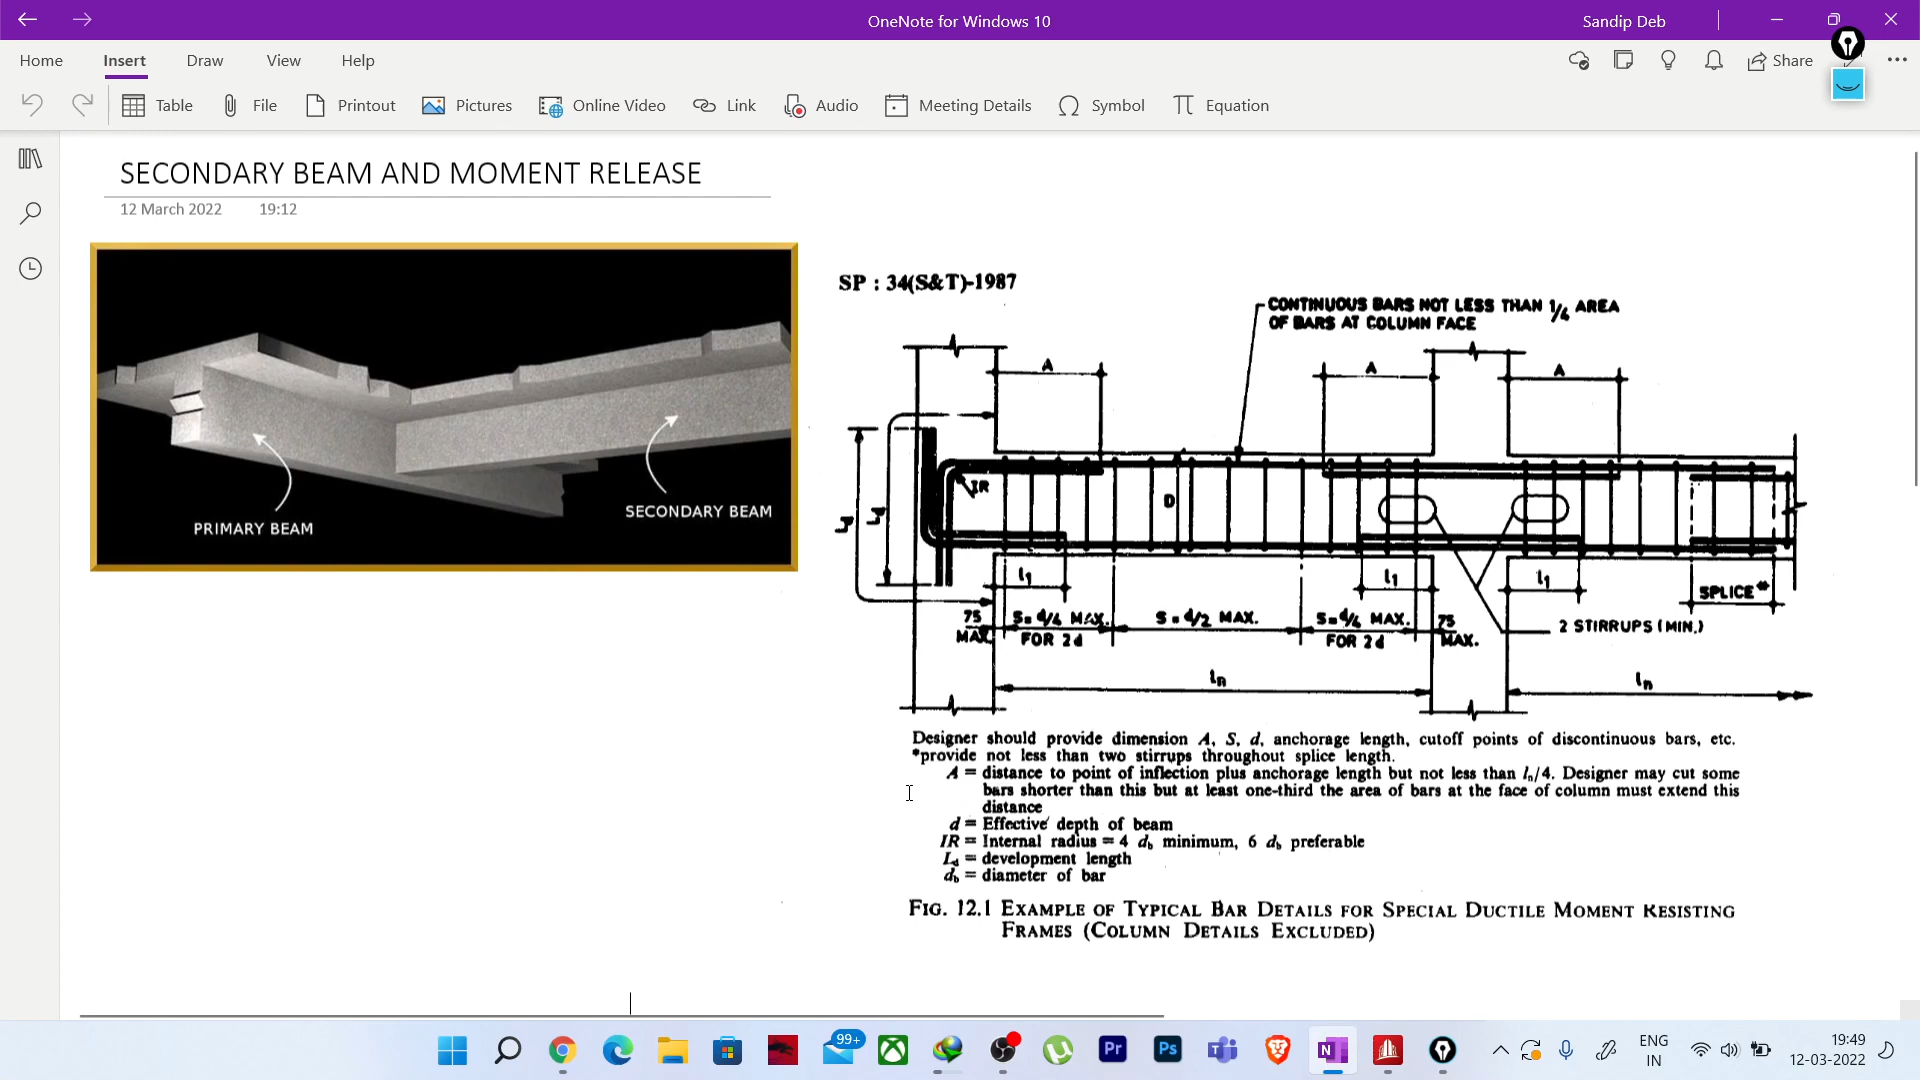 OneNote for Windows 10
Sandip Deb
Home
Insert
Draw
View
Help
Share
Table
File
Printout
Pictures
Online Video
Link
Audio
Meeting Details
Symbol
Equation
SECONDARY BEAM AND MOMENT RELEASE
12 March 2022 19:12
PRIMARY BEAM
SECONDARY BEAM
SP : 34(S&T)-1987
CONTINUOUS BARS NOT LESS THAN 1/4 AREA
OF BARS AT COLUMN FACE
A
A
A
IR
D
Ld
Ld
l1
l1
l1
SPLICE*
75
MAX.
S= d/4 MAX.
FOR 2d
S= d/2 MAX.
S= d/4 MAX.
FOR 2d
75
MAX.
2 STIRRUPS (MIN.)
ln
ln
Designer should provide dimension A, S, d, anchorage length, cutoff points of discontinuous bars, etc.
*provide not less than two stirrups throughout splice length.
A = distance to point of inflection plus anchorage length but not less than ln/4. Designer may cut some
bars shorter than this but at least one-third the area of bars at the face of column must extend this
distance
d = Effective depth of beam
IR = Internal radius = 4 db minimum, 6 db preferable
Ld = development length
db = diameter of bar
FIG. 12.1 EXAMPLE OF TYPICAL BAR DETAILS FOR SPECIAL DUCTILE MOMENT RESISTING
FRAMES (COLUMN DETAILS EXCLUDED)
99+
Pr
Ps
N
ENG
IN
19:49
12-03-2022